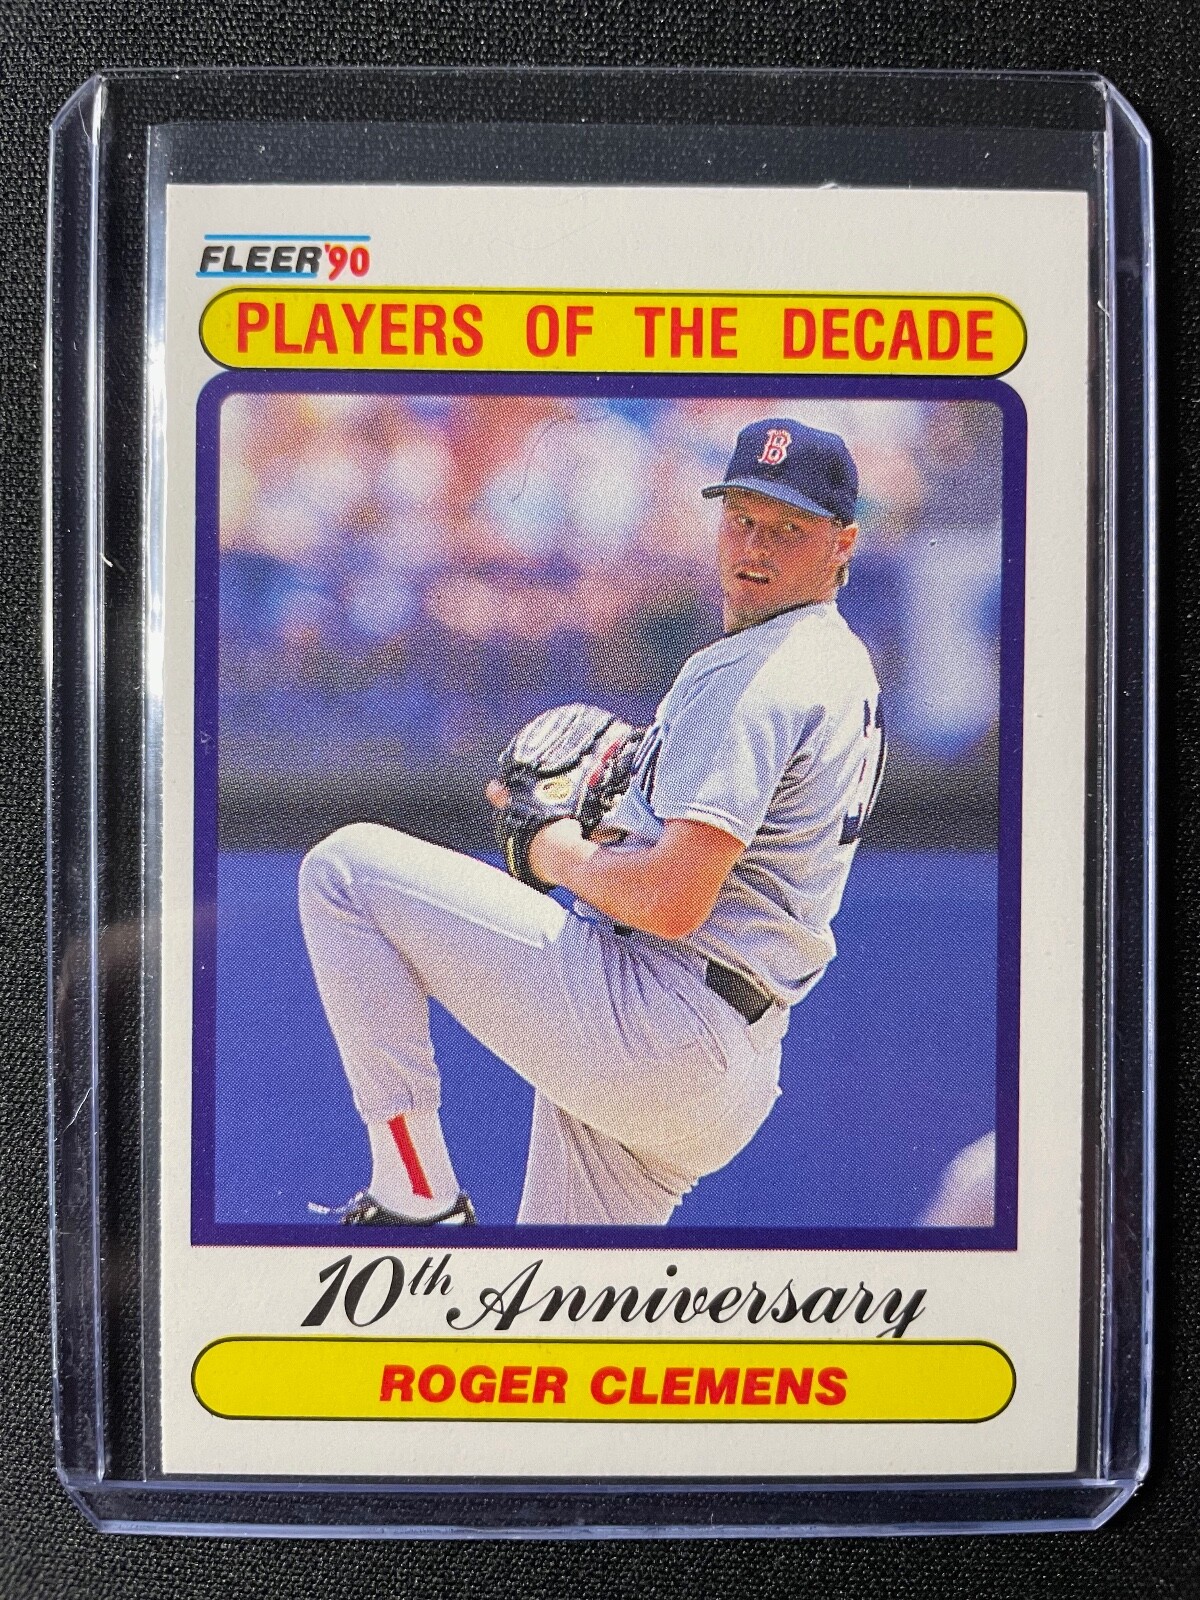 FLEER'90
PLAYERS OF THE DECADE
B
10th Anniversary
ROGER CLEMENS